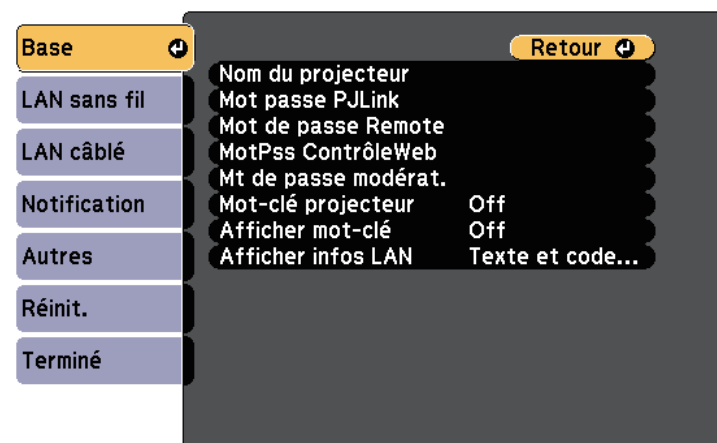 Base
LAN sans fil
LAN câblé
Notification
Autres
Réinit.
Terminé
Retour
Nom du projecteur
Mot passe PJLink
Mot de passe Remote
MotPss ContrôleWeb
Mt de passe modérat.
Mot-clé projecteur Off
Afficher mot-clé Off
Afficher infos LAN Texte et code...